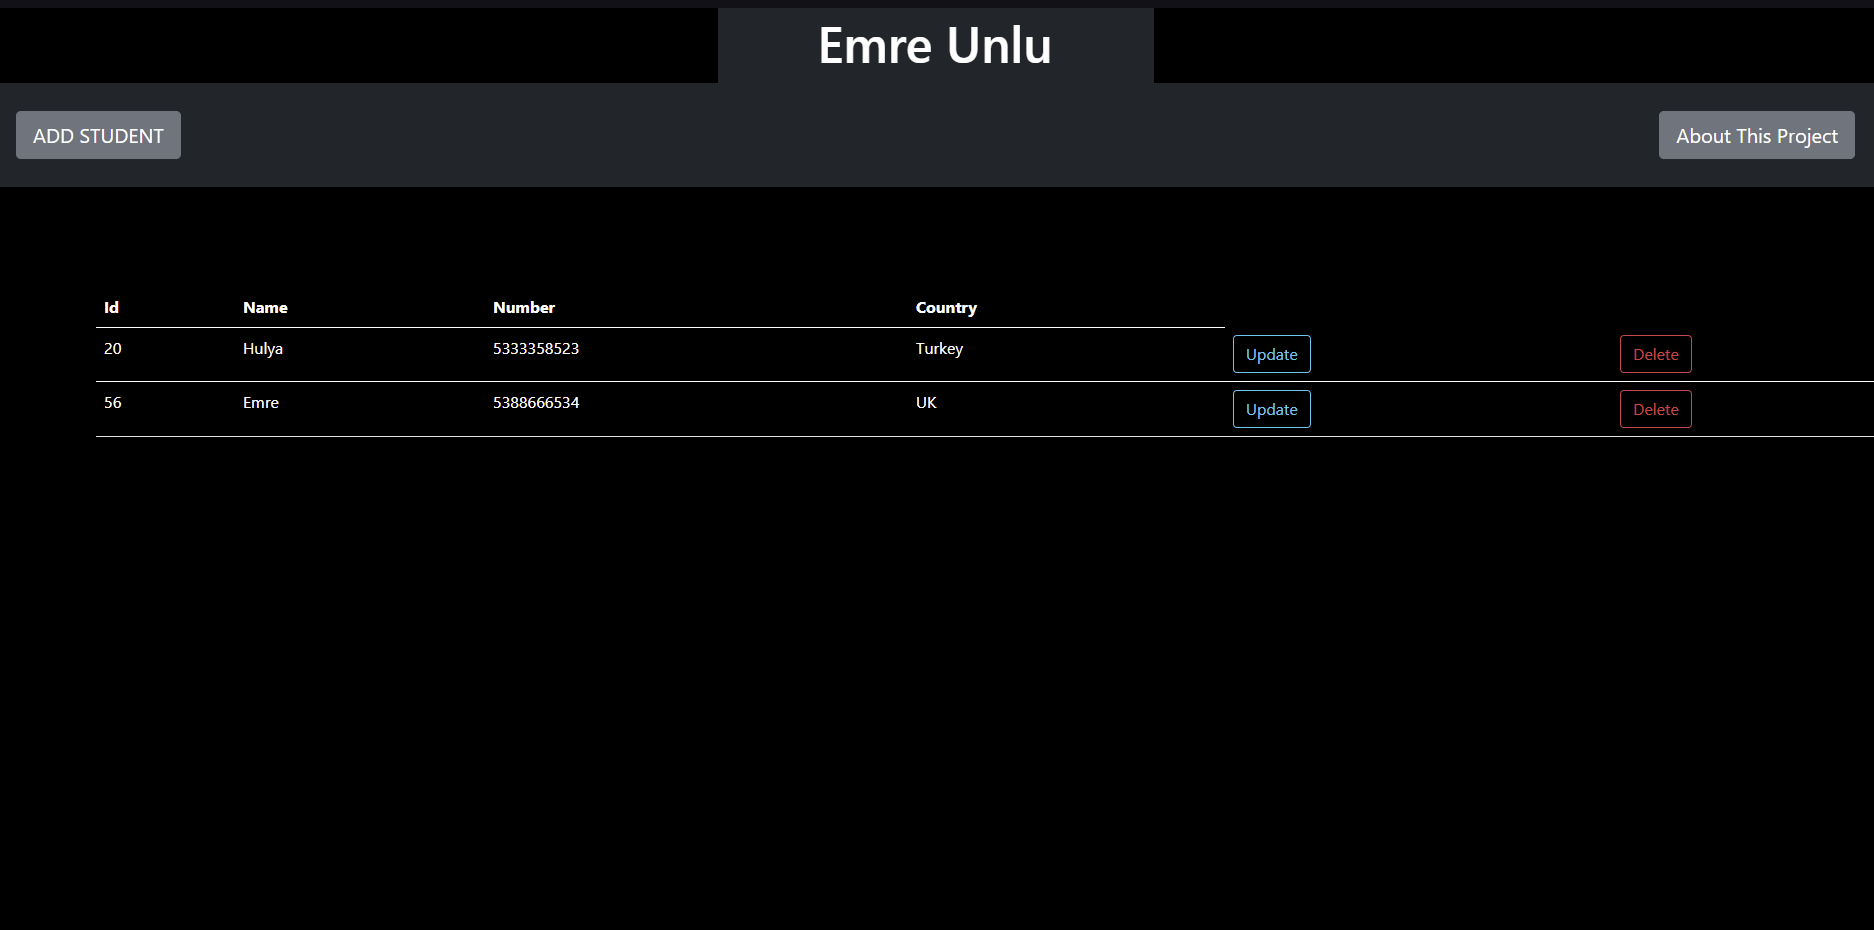 Emre Unlu
ADD STUDENT About This Project
Id Name Number Country
20 Hulya 5333358523 Turkey Update Delete
56 Emre 5388666534 UK Update Delete